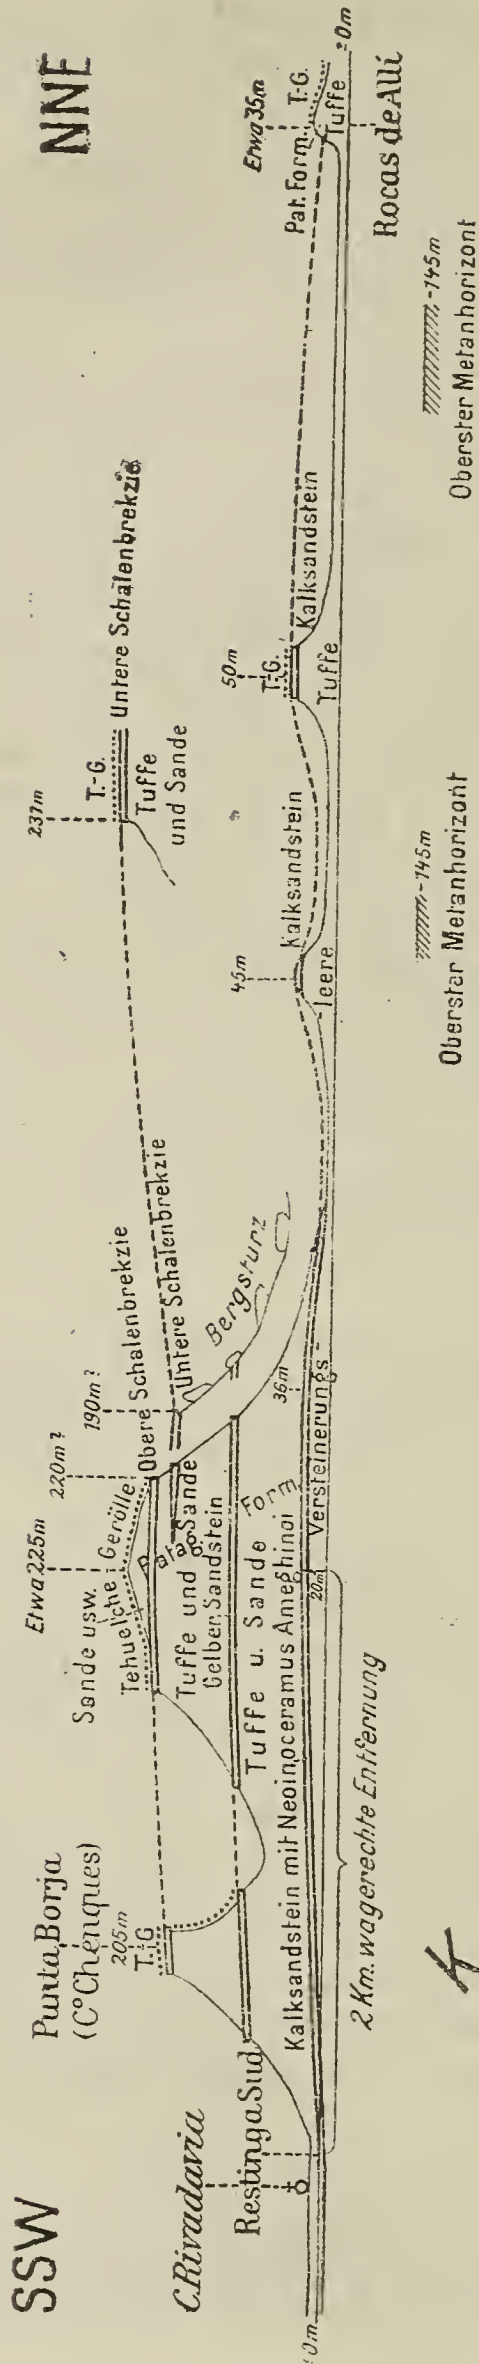 SSW
NNE
Punta Borja
(C° Chenques)
205m
T.-G.
C. Rivadavia
Restinga Sud
Etwa 225m
Sande usw.
Tehuelche-Gerölle
220m?
190m?
Obere Schalenbrekzie
Untere Schalenbrekzie
Patag. Form.
Tuffe und Sande
Gelber Sandstein
Tuffe u. Sande
Kalksandstein mit Neoinoceramus Ameghinoi
Bergsturz
36m
20m
Versteinerungs-
leere
Tuffe
237m
T.-G.
Untere Schalenbrekzie
Tuffe
und Sande
45m
Kalksandstein
50m
T.-G.
Kalksandstein
Etwa 35m
Pat. Form.
T.-G.
Tuffe
±0m
Rocas de Alli
0m
2 Km. wagerechte Entfernung
K
-145m
Oberster Metanhorizont
-145m
Oberster Metanhorizont